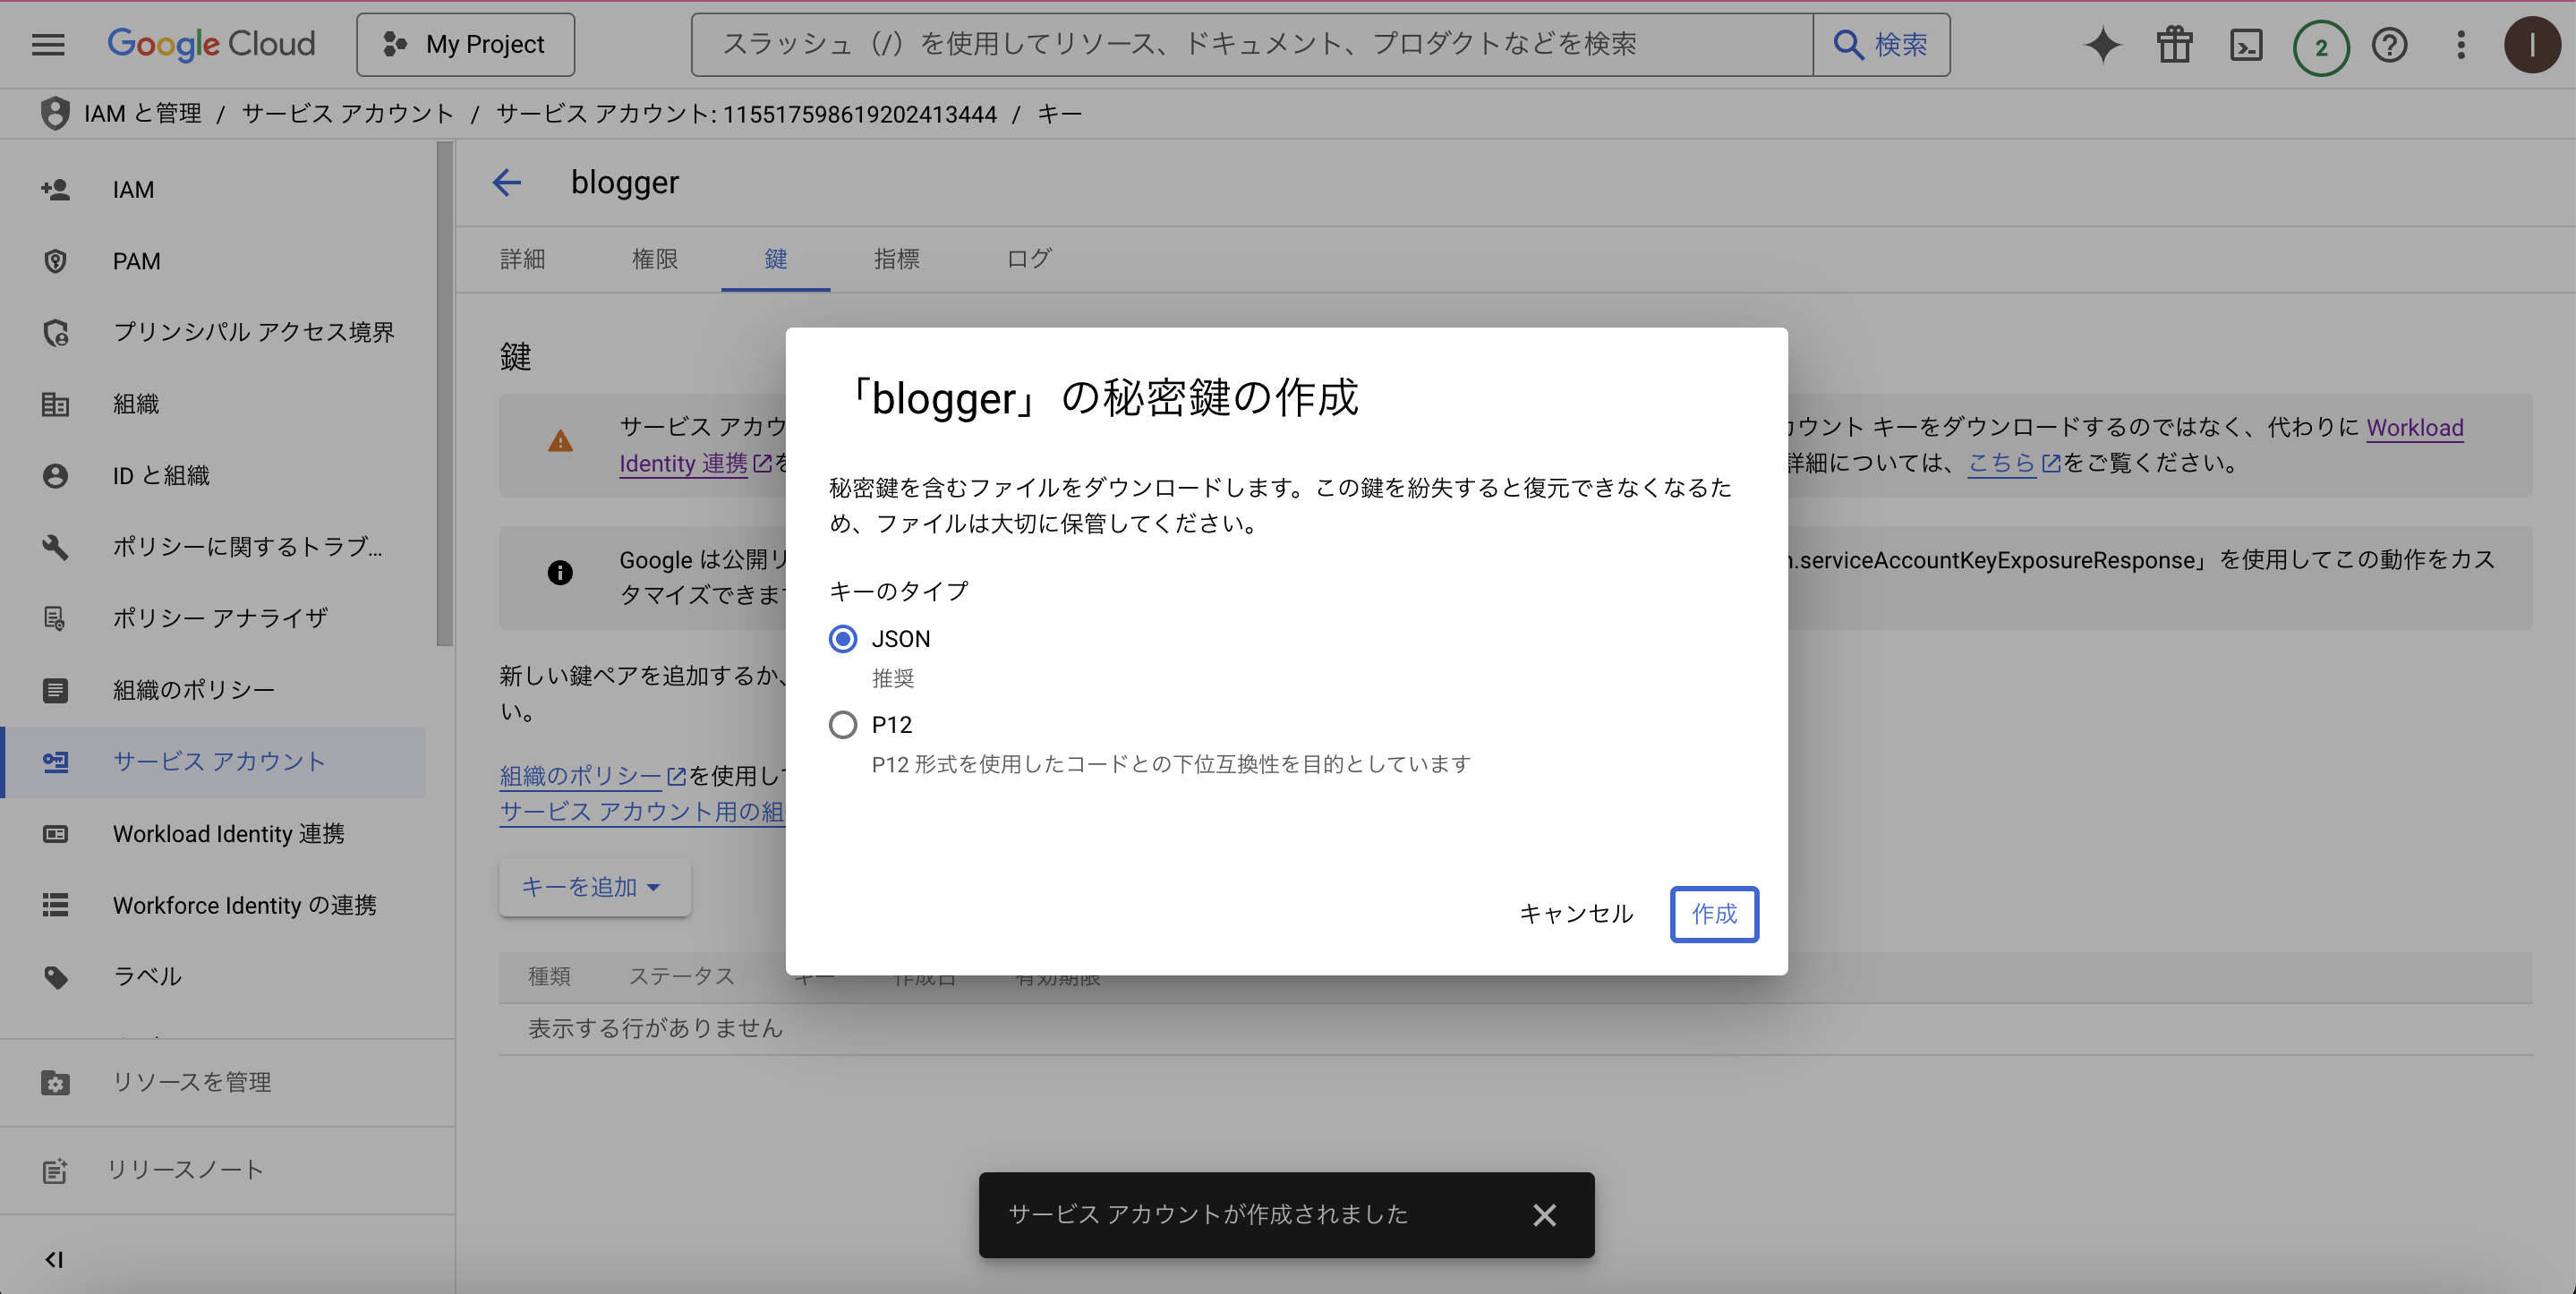 Google Cloud
My Project
スラッシュ（/）を使用してリソース、ドキュメント、プロダクトなどを検索
検索
2
I
IAM と管理 / サービス アカウント / サービス アカウント: 115517598619202413444 / キー
IAM
PAM
プリンシパル アクセス境界
組織
ID と組織
ポリシーに関するトラブ...
ポリシー アナライザ
組織のポリシー
サービス アカウント
Workload Identity 連携
Workforce Identity の連携
ラベル
リソースを管理
リリースノート
blogger
詳細 権限 鍵 指標 ログ
鍵
サービス アカウ
カウント キーをダウンロードするのではなく、代わりに Workload
Identity 連携
詳細については、こちら をご覧ください。
Google は公開リ
.serviceAccountKeyExposureResponse」を使用してこの動作をカス
タマイズできます
新しい鍵ペアを追加するか、
い。
組織のポリシー を使用して
サービス アカウント用の組
キーを追加
種類 ステータス キー 作成日 有効期限
表示する行がありません
「blogger」の秘密鍵の作成
秘密鍵を含むファイルをダウンロードします。この鍵を紛失すると復元できなくなるた
め、ファイルは大切に保管してください。
キーのタイプ
JSON
推奨
P12
P12 形式を使用したコードとの下位互換性を目的としています
キャンセル 作成
サービス アカウントが作成されました